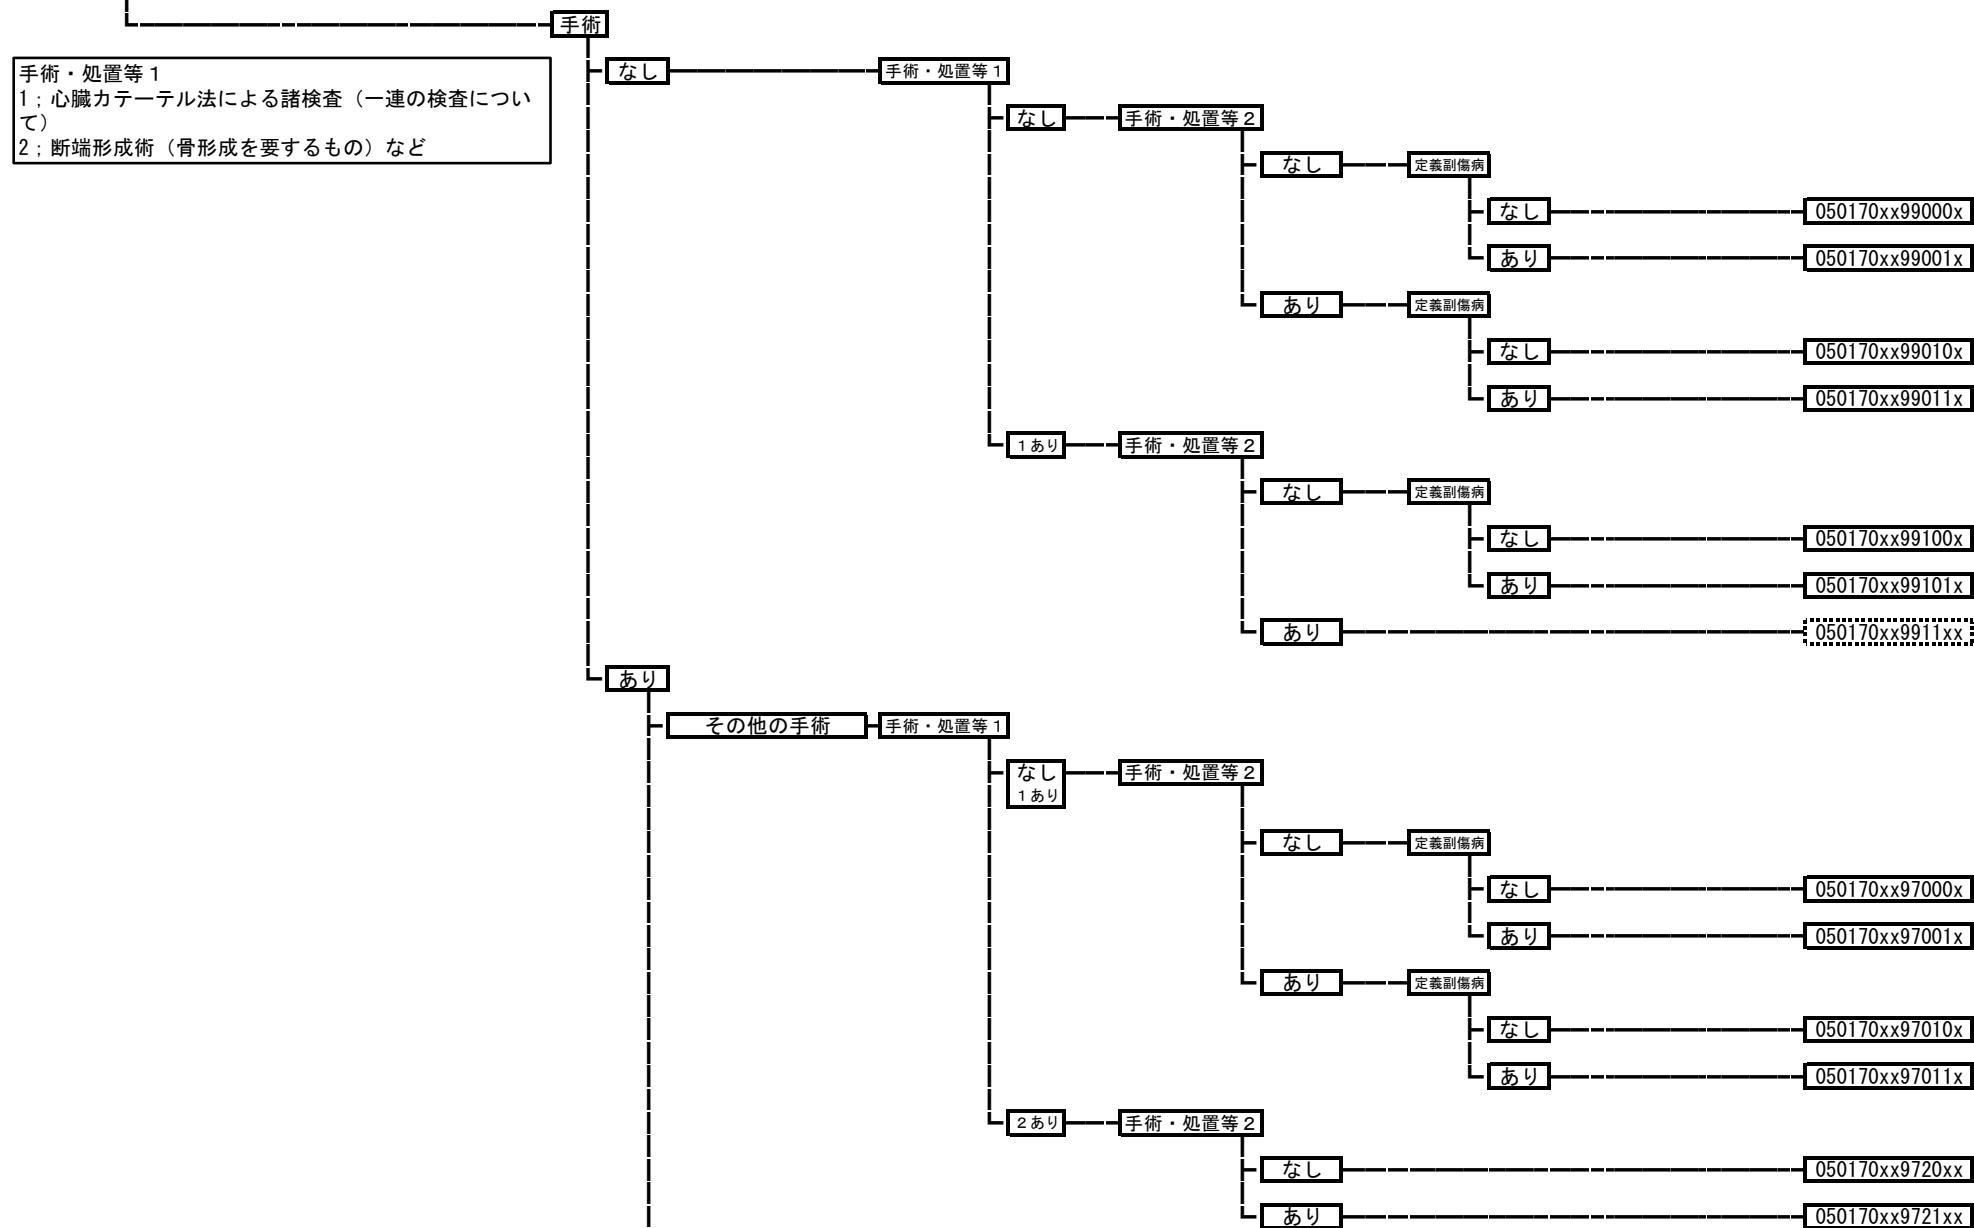 手術
手術・処置等１
1；心臓カテーテル法による諸検査（一連の検査につい
て）
2；断端形成術（骨形成を要するもの）など
なし
手術・処置等１
なし
手術・処置等２
なし
定義副傷病
なし
050170xx99000x
あり
050170xx99001x
あり
定義副傷病
なし
050170xx99010x
あり
050170xx99011x
１あり
手術・処置等２
なし
定義副傷病
なし
050170xx99100x
あり
050170xx99101x
あり
050170xx9911xx
あり
その他の手術
手術・処置等１
なし
１あり
手術・処置等２
なし
定義副傷病
なし
050170xx97000x
あり
050170xx97001x
あり
定義副傷病
なし
050170xx97010x
あり
050170xx97011x
２あり
手術・処置等２
なし
050170xx9720xx
あり
050170xx9721xx